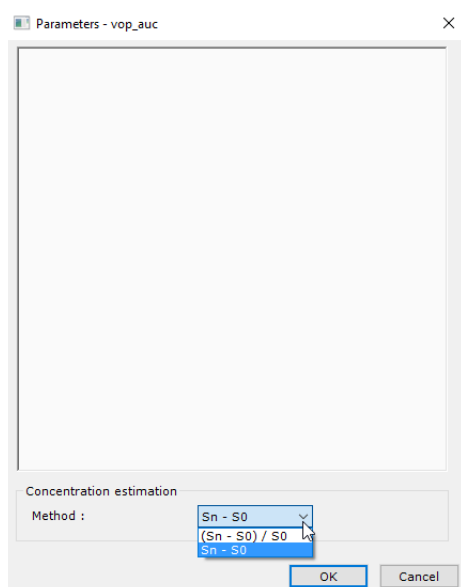 Parameters - vop_auc
Concentration estimation
Method :
Sn - S0
(Sn - S0) / S0
Sn - S0
OK
Cancel